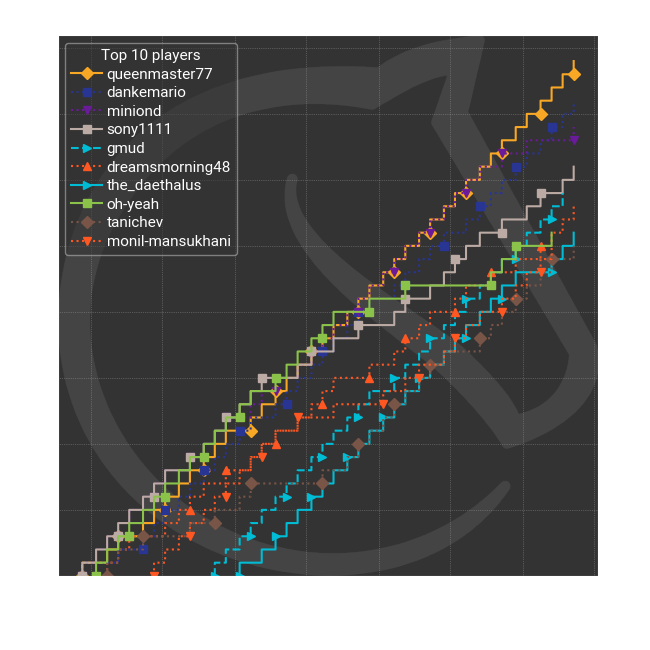 Top 10 players
queenmaster77
dankemario
miniond
sony1111
gmud
dreamsmorning48
the_daethalus
oh-yeah
tanichev
monil-mansukhani